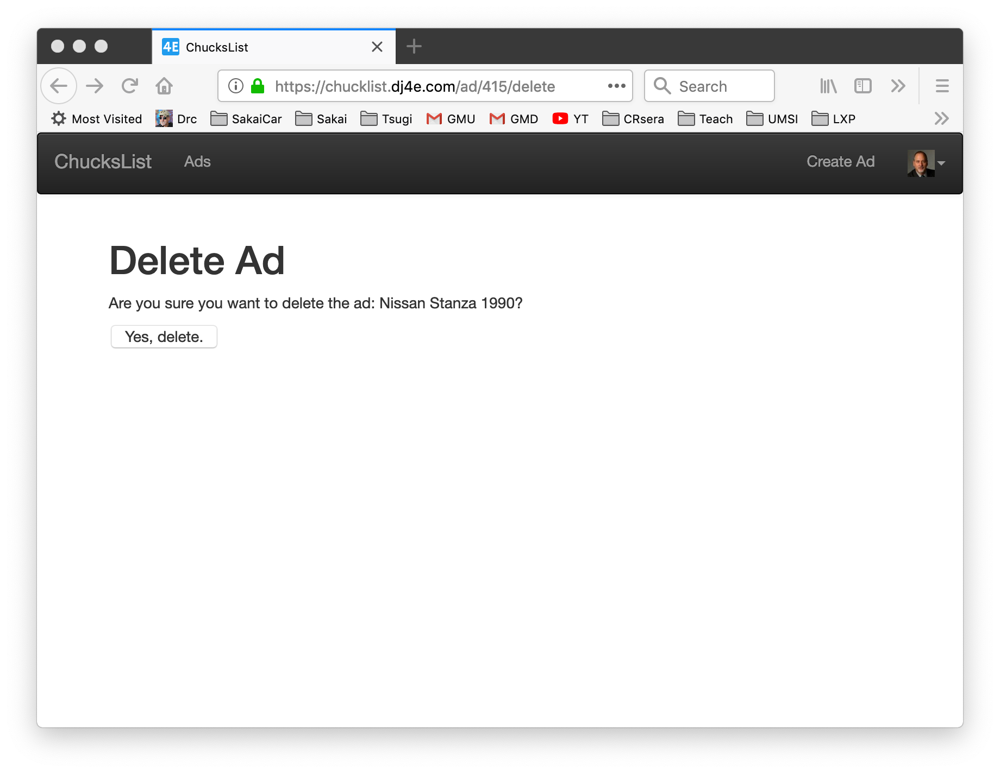 4E ChucksList
https://chucklist.dj4e.com/ad/415/delete
Search
Most Visited Drc SakaiCar Sakai Tsugi GMU GMD YT CRsera Teach UMSI LXP
ChucksList Ads Create Ad
Delete Ad
Are you sure you want to delete the ad: Nissan Stanza 1990?
Yes, delete.